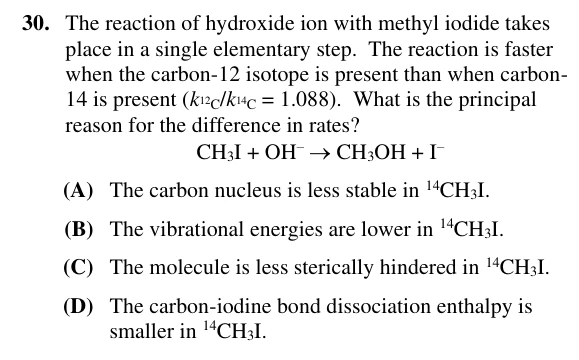 30. The reaction of hydroxide ion with methyl iodide takes
place in a single elementary step. The reaction is faster
when the carbon-12 isotope is present than when carbon-
14 is present (k¹²C/k¹⁴C = 1.088). What is the principal
reason for the difference in rates?
CH₃I + OH⁻ → CH₃OH + I⁻
(A) The carbon nucleus is less stable in ¹⁴CH₃I.
(B) The vibrational energies are lower in ¹⁴CH₃I.
(C) The molecule is less sterically hindered in ¹⁴CH₃I.
(D) The carbon-iodine bond dissociation enthalpy is
smaller in ¹⁴CH₃I.